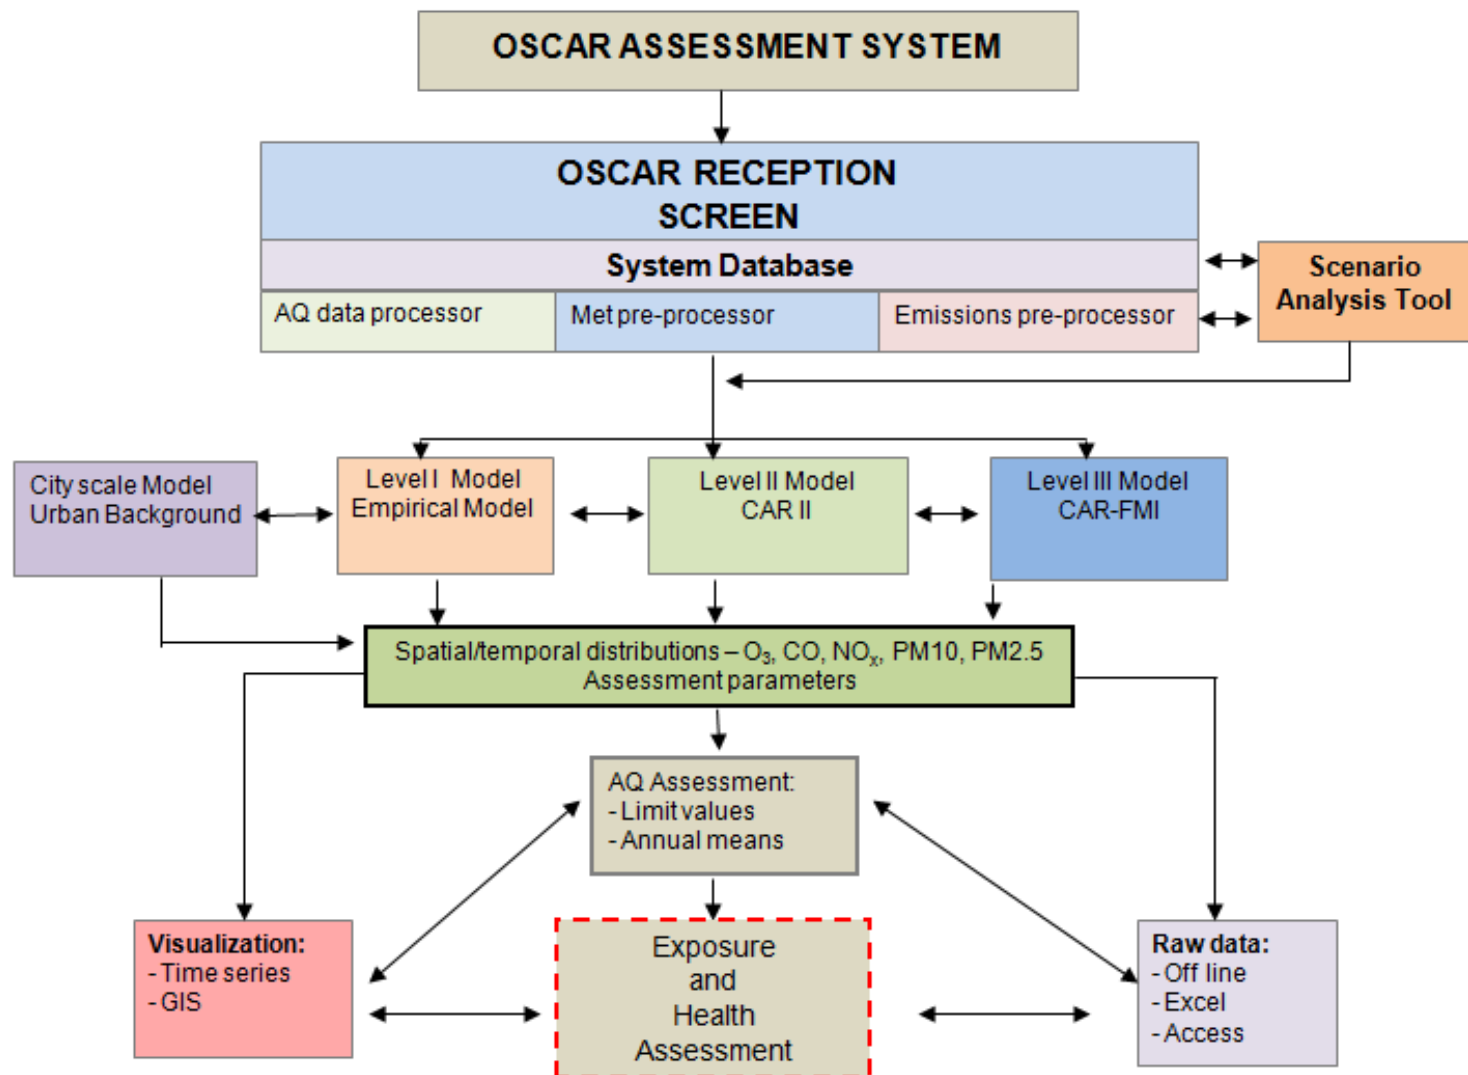 OSCAR ASSESSMENT SYSTEM
OSCAR RECEPTION
SCREEN
System Database
Scenario
Analysis Tool
AQ data processor
Met pre-processor
Emissions pre-processor
City scale Model
Urban Background
Level I Model
Empirical Model
Level II Model
CAR II
Level III Model
CAR-FMI
Spatial/temporal distributions – O₃, CO, NOₓ, PM10, PM2.5
Assessment parameters
AQ Assessment:
- Limit values
- Annual means
Visualization:
- Time series
- GIS
Exposure
and
Health
Assessment
Raw data:
- Off line
- Excel
- Access